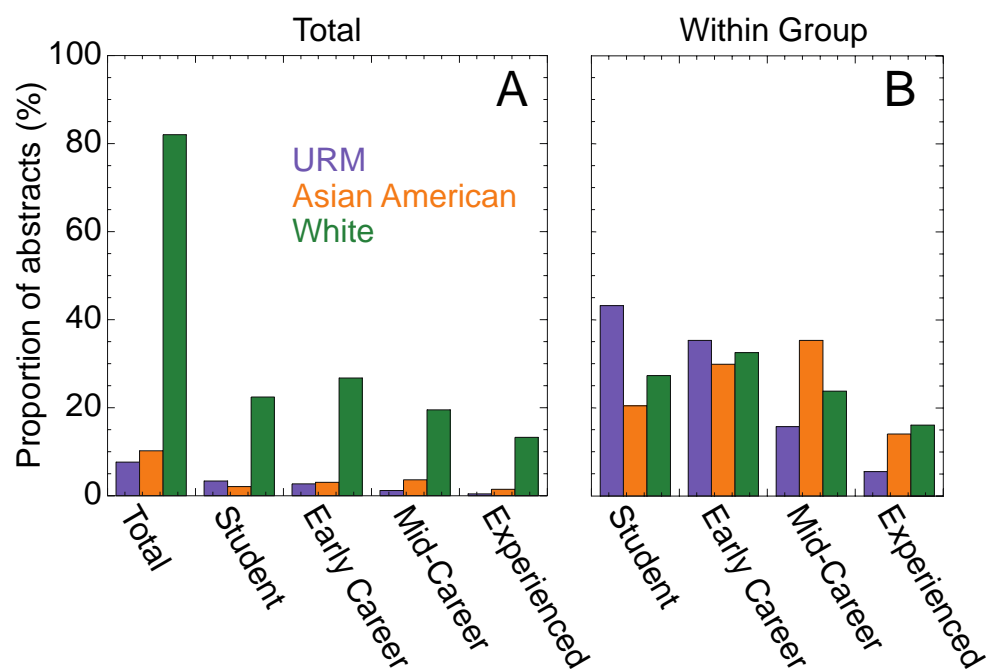 Total
Within Group
Proportion of abstracts (%)
100
80
60
40
20
0
A
B
URM
Asian American
White
Total
Student
Early Career
Mid-Career
Experienced
Student
Early Career
Mid-Career
Experienced